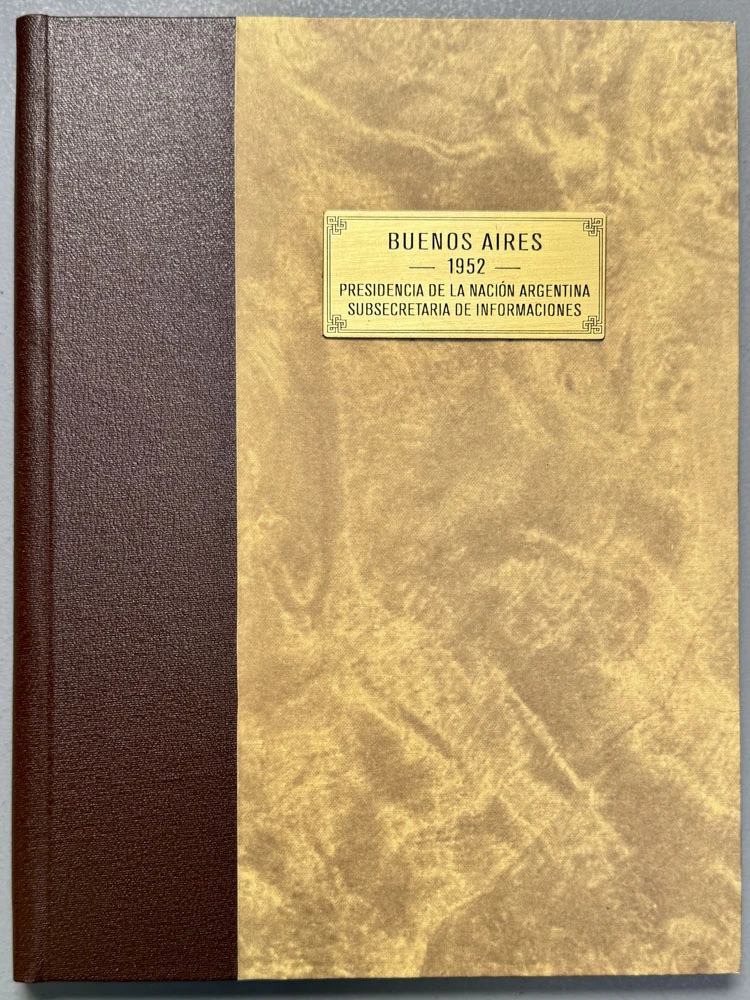 BUENOS AIRES
— 1952 —
PRESIDENCIA DE LA NACIÓN ARGENTINA
SUBSECRETARIA DE INFORMACIONES